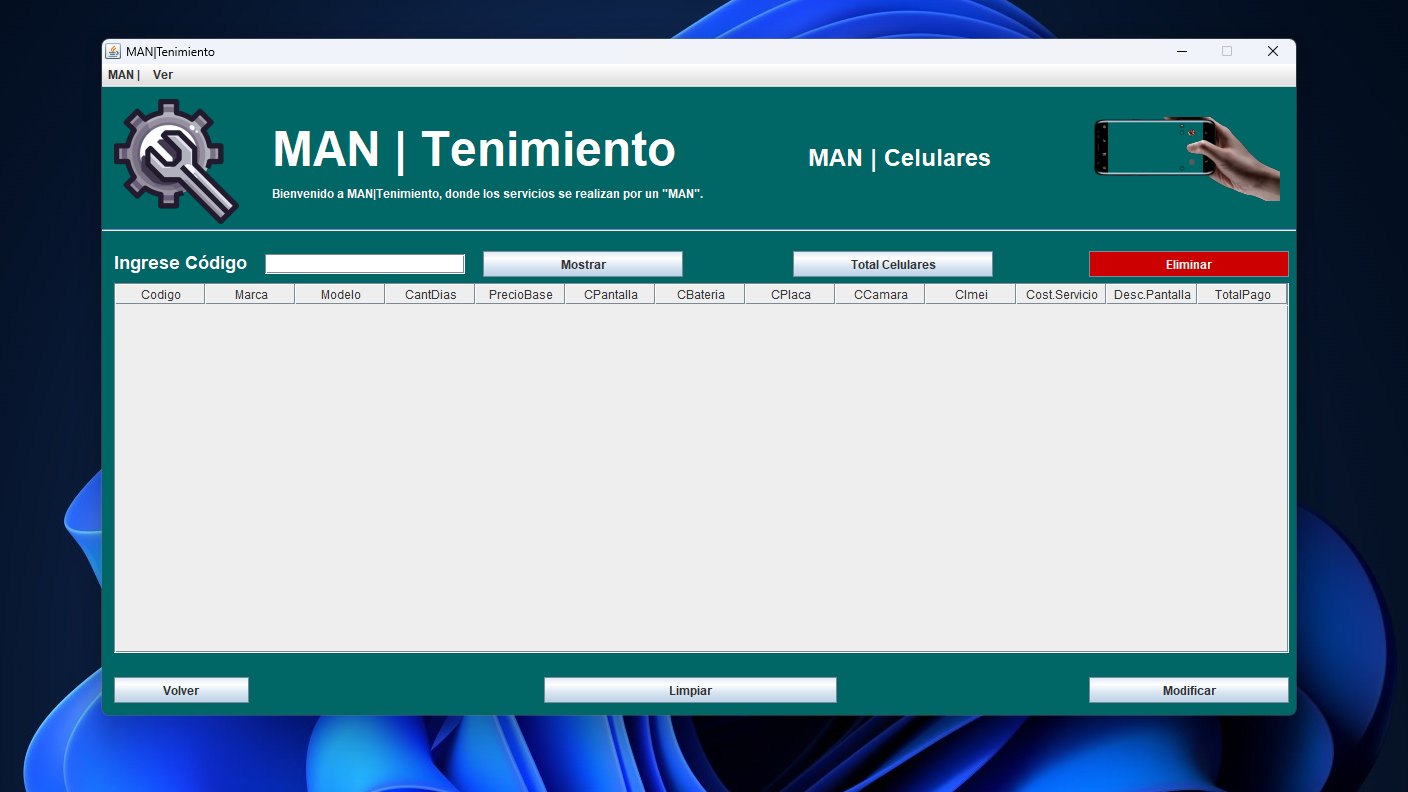 MAN|Tenimiento
MAN | Ver
MAN | Tenimiento
MAN | Celulares
Bienvenido a MAN|Tenimiento, donde los servicios se realizan por un "MAN".
Ingrese Código Mostrar Total Celulares Eliminar
Codigo Marca Modelo CantDias PrecioBase CPantalla CBateria CPlaca CCamara CImei Cost.Servicio Desc.Pantalla TotalPago
Volver Limpiar Modificar